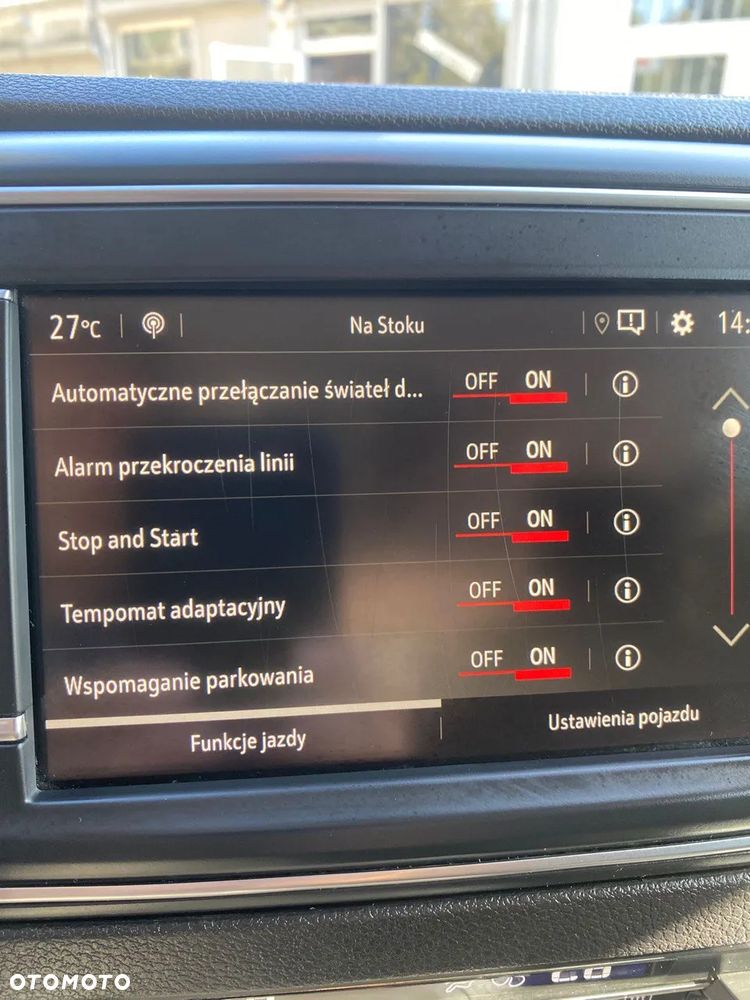 27°C Na Stoku 14:
Automatyczne przełączanie świateł d... OFF ON
Alarm przekroczenia linii OFF ON
Stop and Start OFF ON
Tempomat adaptacyjny OFF ON
Wspomaganie parkowania OFF ON
Funkcje jazdy Ustawienia pojazdu
OTOMOTO